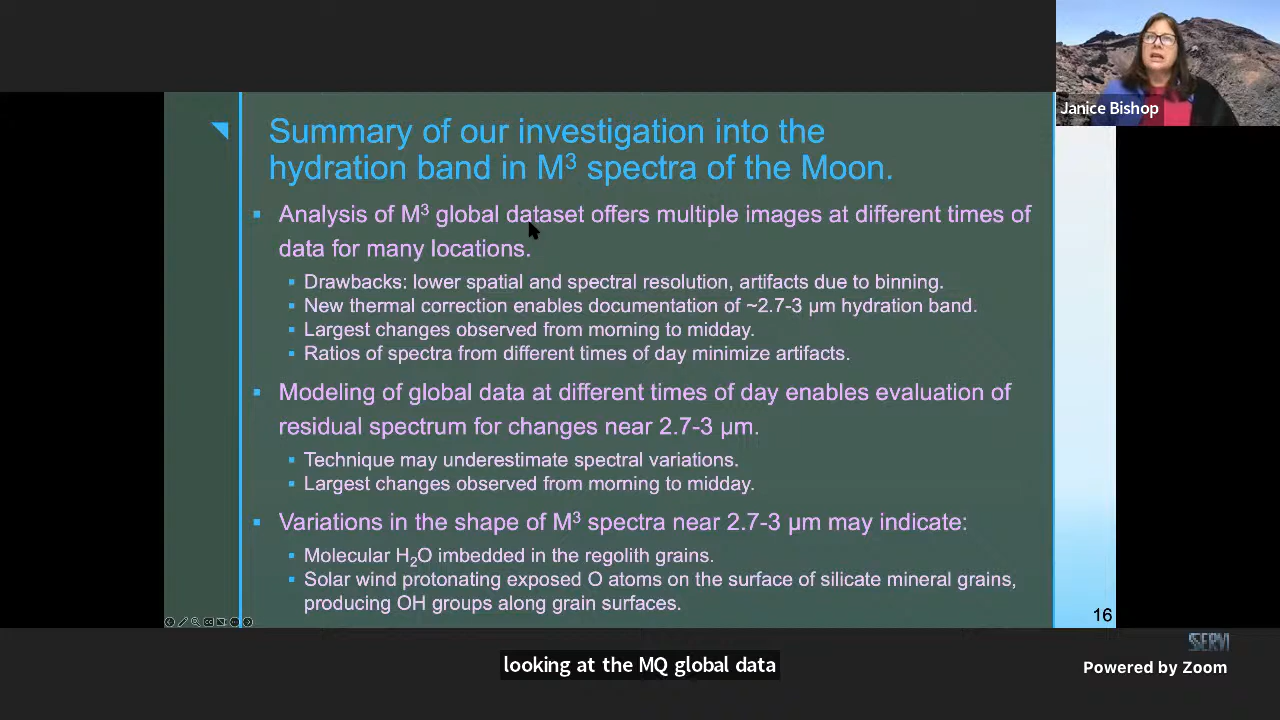 Janice Bishop
Summary of our investigation into the
hydration band in M³ spectra of the Moon.
▪ Analysis of M³ global dataset offers multiple images at different times of
data for many locations.
▪ Drawbacks: lower spatial and spectral resolution, artifacts due to binning.
▪ New thermal correction enables documentation of ~2.7-3 µm hydration band.
▪ Largest changes observed from morning to midday.
▪ Ratios of spectra from different times of day minimize artifacts.
▪ Modeling of global data at different times of day enables evaluation of
residual spectrum for changes near 2.7-3 µm.
▪ Technique may underestimate spectral variations.
▪ Largest changes observed from morning to midday.
▪ Variations in the shape of M³ spectra near 2.7-3 µm may indicate:
▪ Molecular H₂O imbedded in the regolith grains.
▪ Solar wind protonating exposed O atoms on the surface of silicate mineral grains,
producing OH groups along grain surfaces.
16
SSERVI
looking at the MQ global data
Powered by Zoom